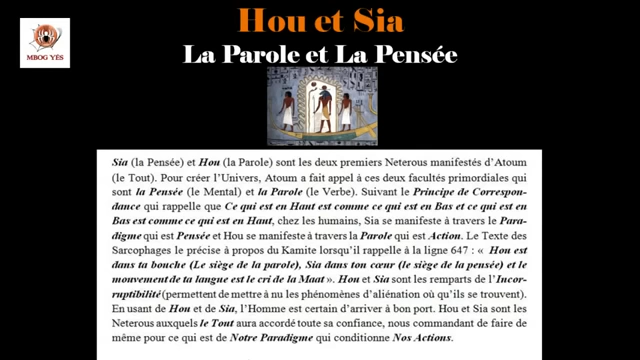 Hou et Sia
La Parole et La Pensée
MBOG YÉS
Sia (la Pensée) et Hou (la Parole) sont les deux premiers Neterous manifestés d'Atoum
(le Tout). Pour créer l'Univers, Atoum a fait appel à ces deux facultés primordiales qui
sont la Pensée (le Mental) et la Parole (le Verbe). Suivant le Principe de Correspon-
dance qui rappelle que Ce qui est en Haut est comme ce qui est en Bas et ce qui est en
Bas est comme ce qui est en Haut, chez les humains, Sia se manifeste à travers le Para-
digme qui est Pensée et Hou se manifeste à travers la Parole qui est Action. Le Texte des
Sarcophages le précise à propos du Kamite lorsqu'il rappelle à la ligne 647 : « Hou est
dans ta bouche (Le siège de la parole), Sia dans ton cœur (le siège de la pensée) et le
mouvement de ta langue est le cri de la Maat ». Hou et Sia sont les remparts de l'Incor-
ruptibilité (permettent de mettre à nu les phénomènes d'aliénation où qu'ils se trouvent).
En usant de Hou et de Sia, l'Homme est certain d'arriver à bon port. Hou et Sia sont les
Neterous auxquels le Tout aura accordé toute sa confiance, nous commandant de faire de
même pour ce qui est de Notre Paradigme qui conditionne Nos Actions.